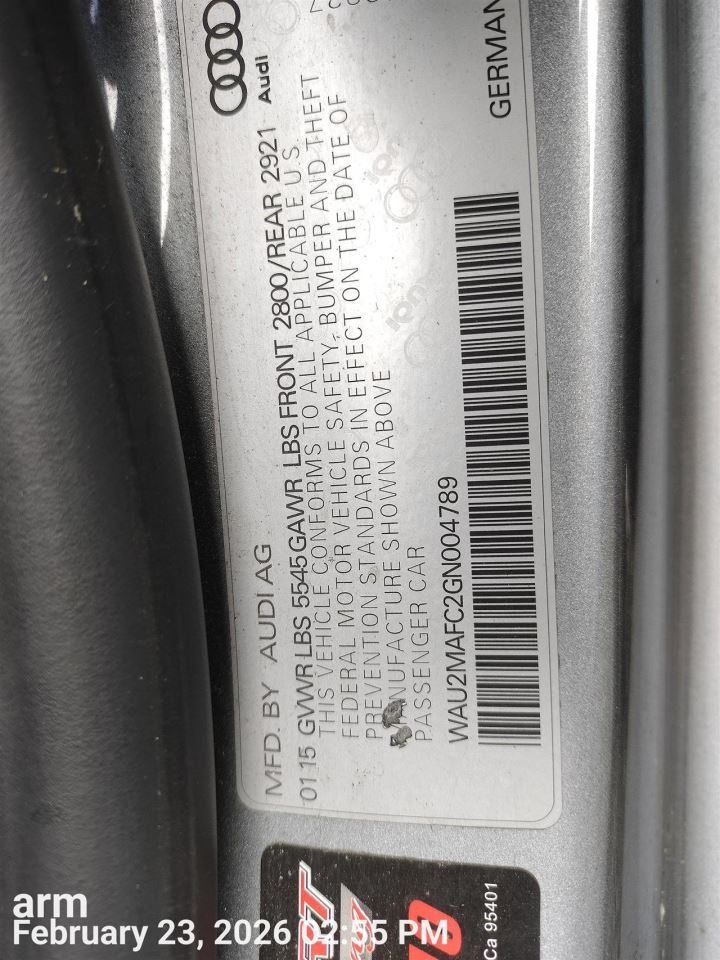 Audi
MFD. BY AUDI AG
01 15 GVWR LBS 5545 GAWR LBS FRONT 2800/REAR 2921
THIS VEHICLE CONFORMS TO ALL APPLICABLE U.S.
FEDERAL MOTOR VEHICLE SAFETY, BUMPER AND THEFT
PREVENTION STANDARDS IN EFFECT ON THE DATE OF
MANUFACTURE SHOWN ABOVE
PASSENGER CAR
WAU2MAFC2GN004789
GERMAN
Ca 95401
arm
February 23, 2026 02:55 PM